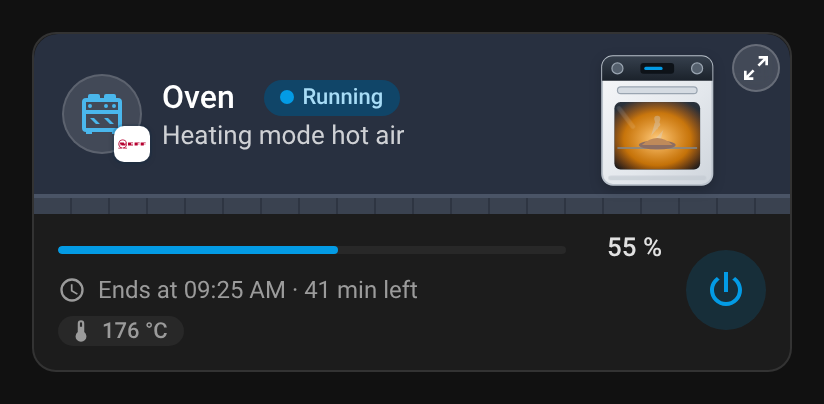 Oven
Running
Heating mode hot air
55 %
Ends at 09:25 AM · 41 min left
176 °C